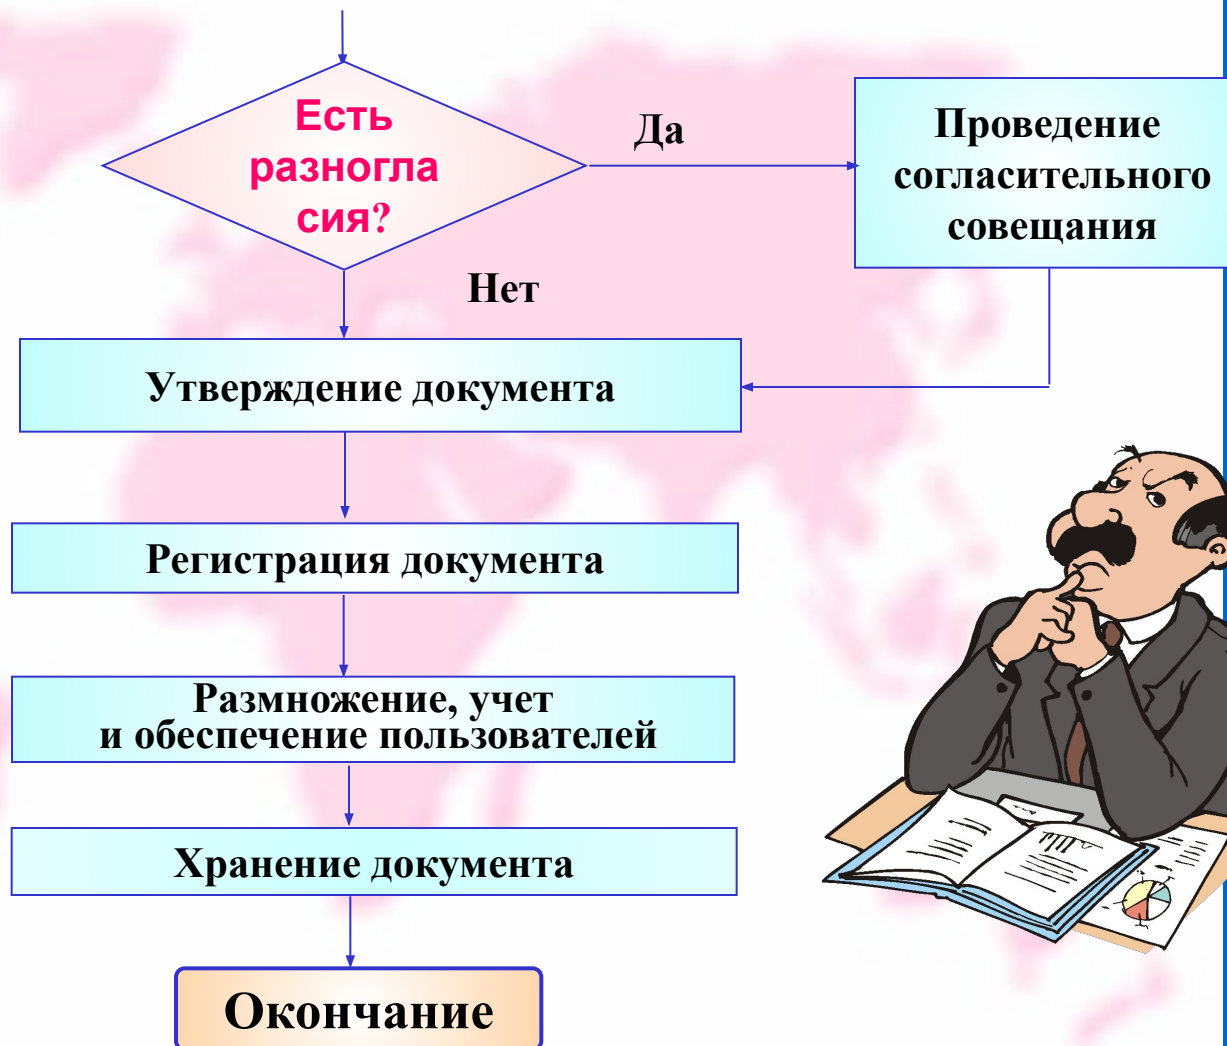 Есть
разногла
сия?
Да
Проведение
согласительного
совещания
Нет
Утверждение документа
Регистрация документа
Размножение, учет
и обеспечение пользователей
Хранение документа
Окончание